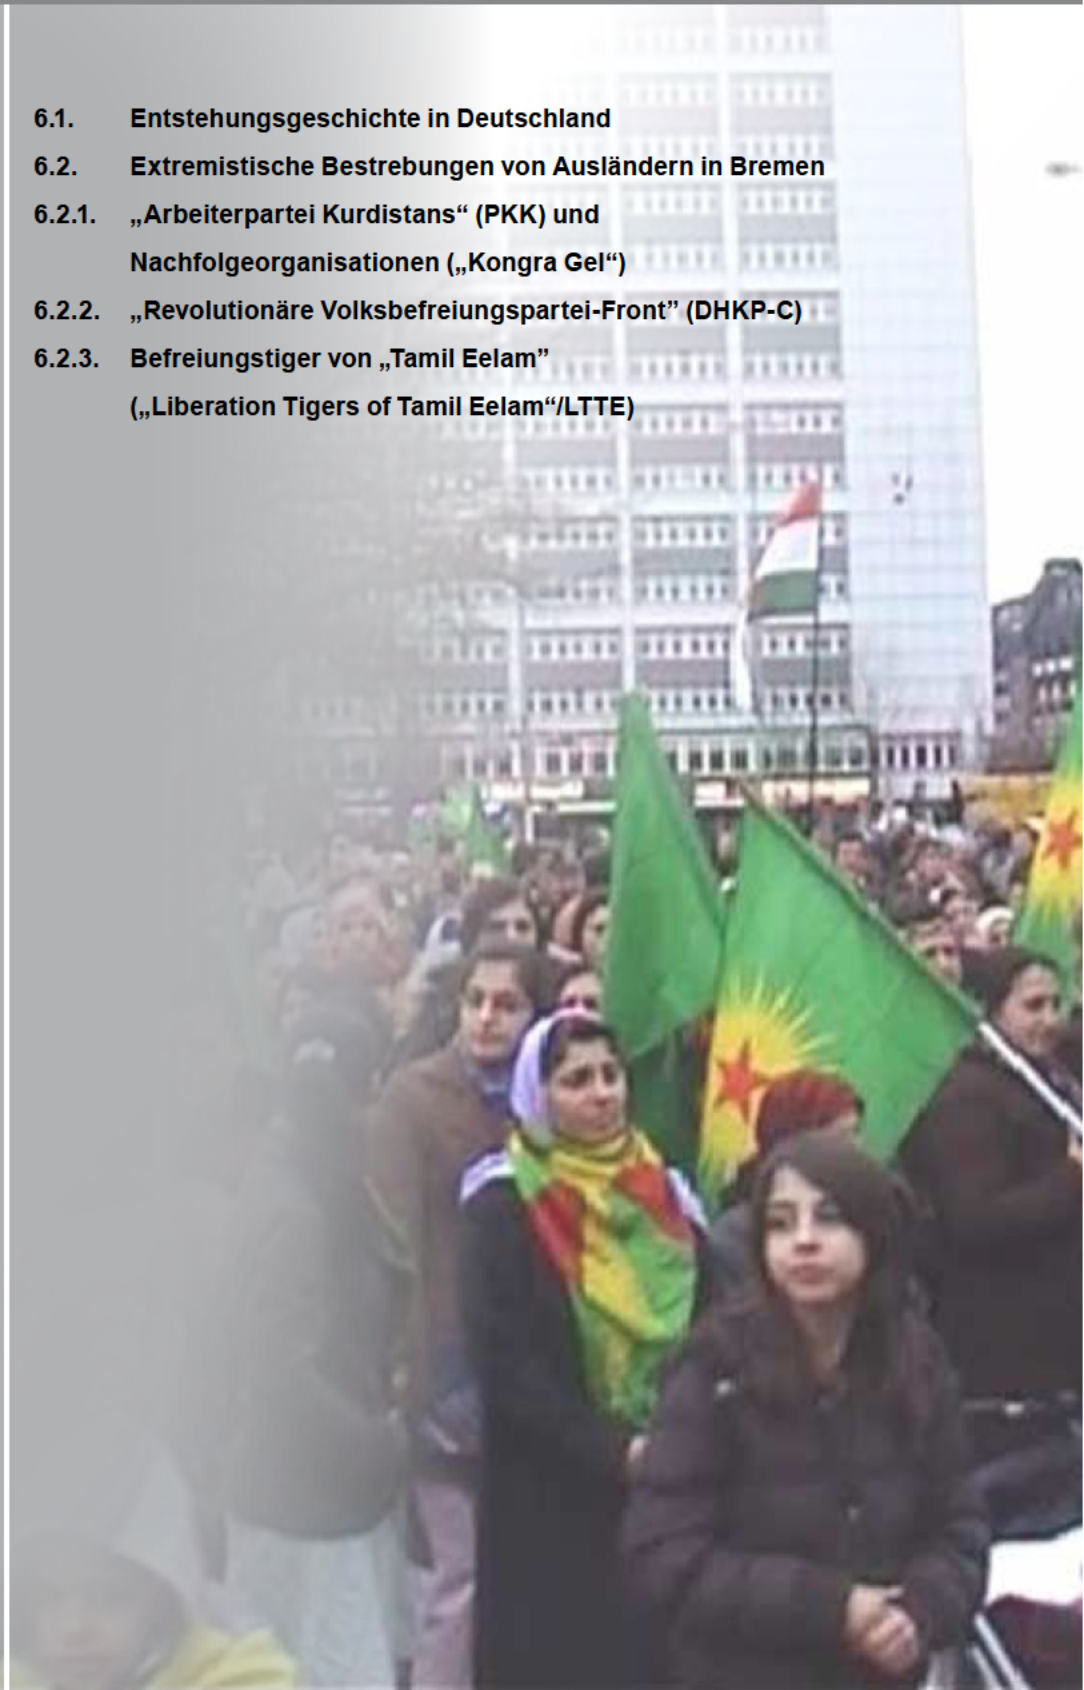 6.1. Entstehungsgeschichte in Deutschland
6.2. Extremistische Bestrebungen von Ausländern in Bremen
6.2.1. „Arbeiterpartei Kurdistans“ (PKK) und
Nachfolgeorganisationen („Kongra Gel“)
6.2.2. „Revolutionäre Volksbefreiungspartei-Front” (DHKP-C)
6.2.3. Befreiungstiger von „Tamil Eelam”
(„Liberation Tigers of Tamil Eelam“/LTTE)